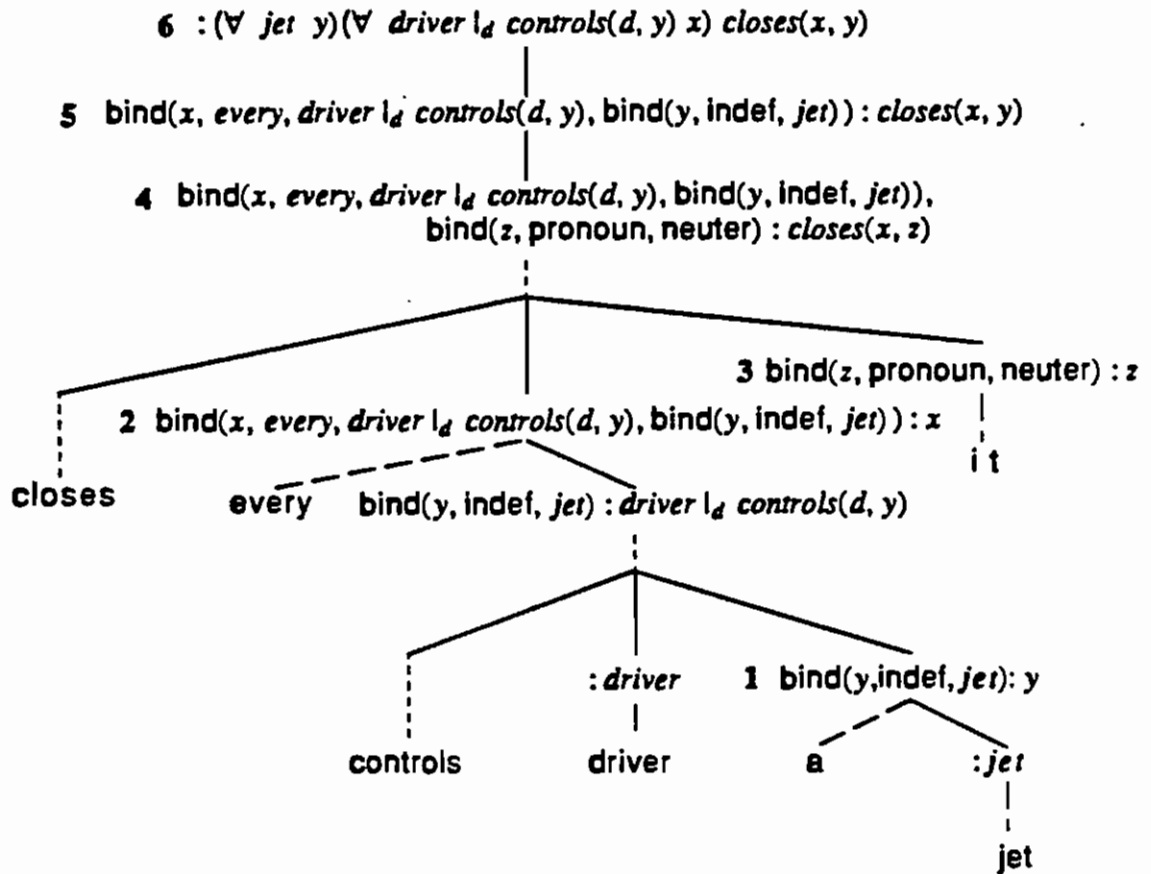 6 : (∀ jet y)(∀ driver |d controls(d, y) x) closes(x, y)
5 bind(x, every, driver |d controls(d, y), bind(y, indef, jet)) : closes(x, y)
4 bind(x, every, driver |d controls(d, y), bind(y, indef, jet)),
bind(z, pronoun, neuter) : closes(x, z)
3 bind(z, pronoun, neuter) : z
2 bind(x, every, driver |d controls(d, y), bind(y, indef, jet)) : x
it
closes every bind(y, indef, jet) : driver |d controls(d, y)
: driver 1 bind(y,indef, jet): y
controls driver a : jet
jet